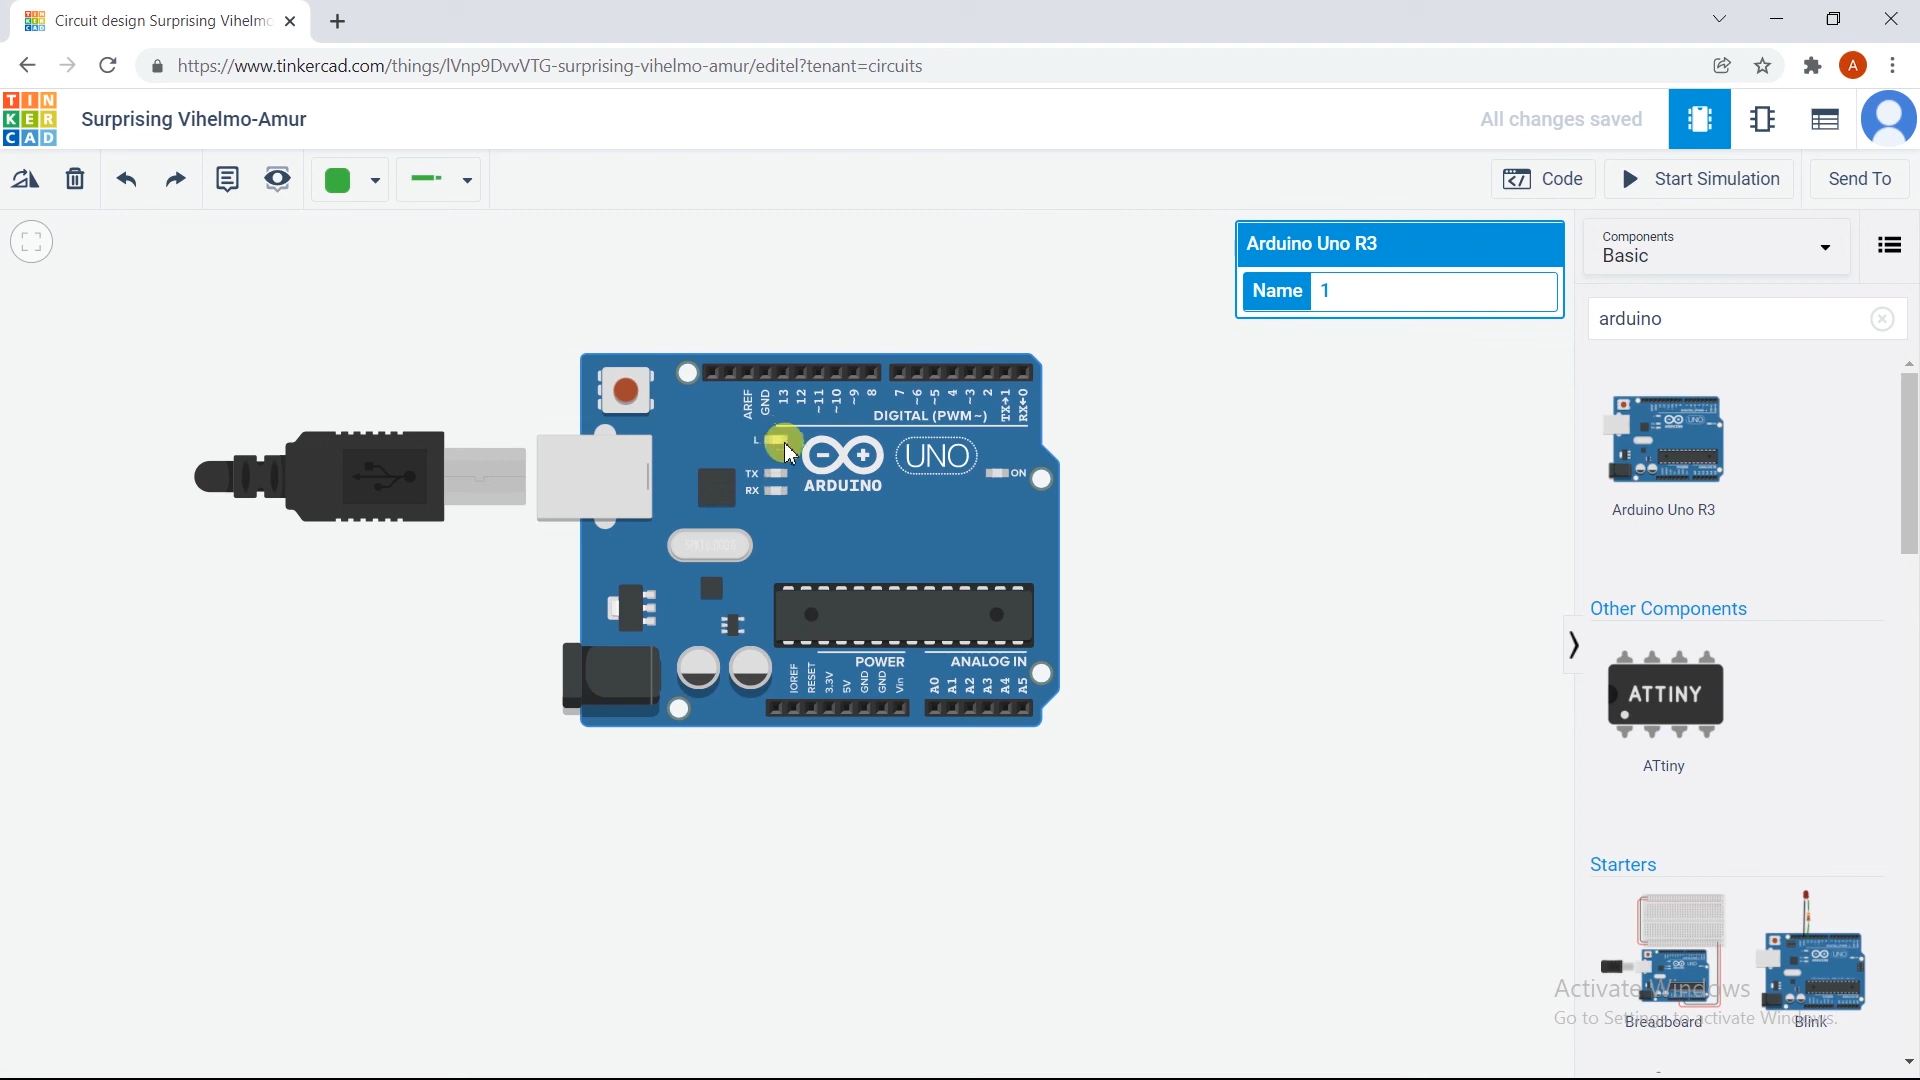 Circuit design Surprising Vihelmo
https://www.tinkercad.com/things/lVnp9DvvVTG-surprising-vihelmo-amur/editel?tenant=circuits
A
TIN
KER
CAD
Surprising Vihelmo-Amur
All changes saved
Code
Start Simulation
Send To
Arduino Uno R3
Name 1
Components
Basic
arduino
AREF
GND
13
12
~11
~10
~9
8
7
~6
~5
4
~3
2
TX→1
RX←0
DIGITAL (PWM~)
L
TX
RX
ARDUINO
UNO
ON
POWER
ANALOG IN
IOREF
RESET
3.3V
5V
GND
GND
Vin
A0
A1
A2
A3
A4
A5
Arduino Uno R3
Other Components
ATTINY
ATtiny
Starters
Breadboard
Blink
Activate Windows
Go to Settings to activate Windows.